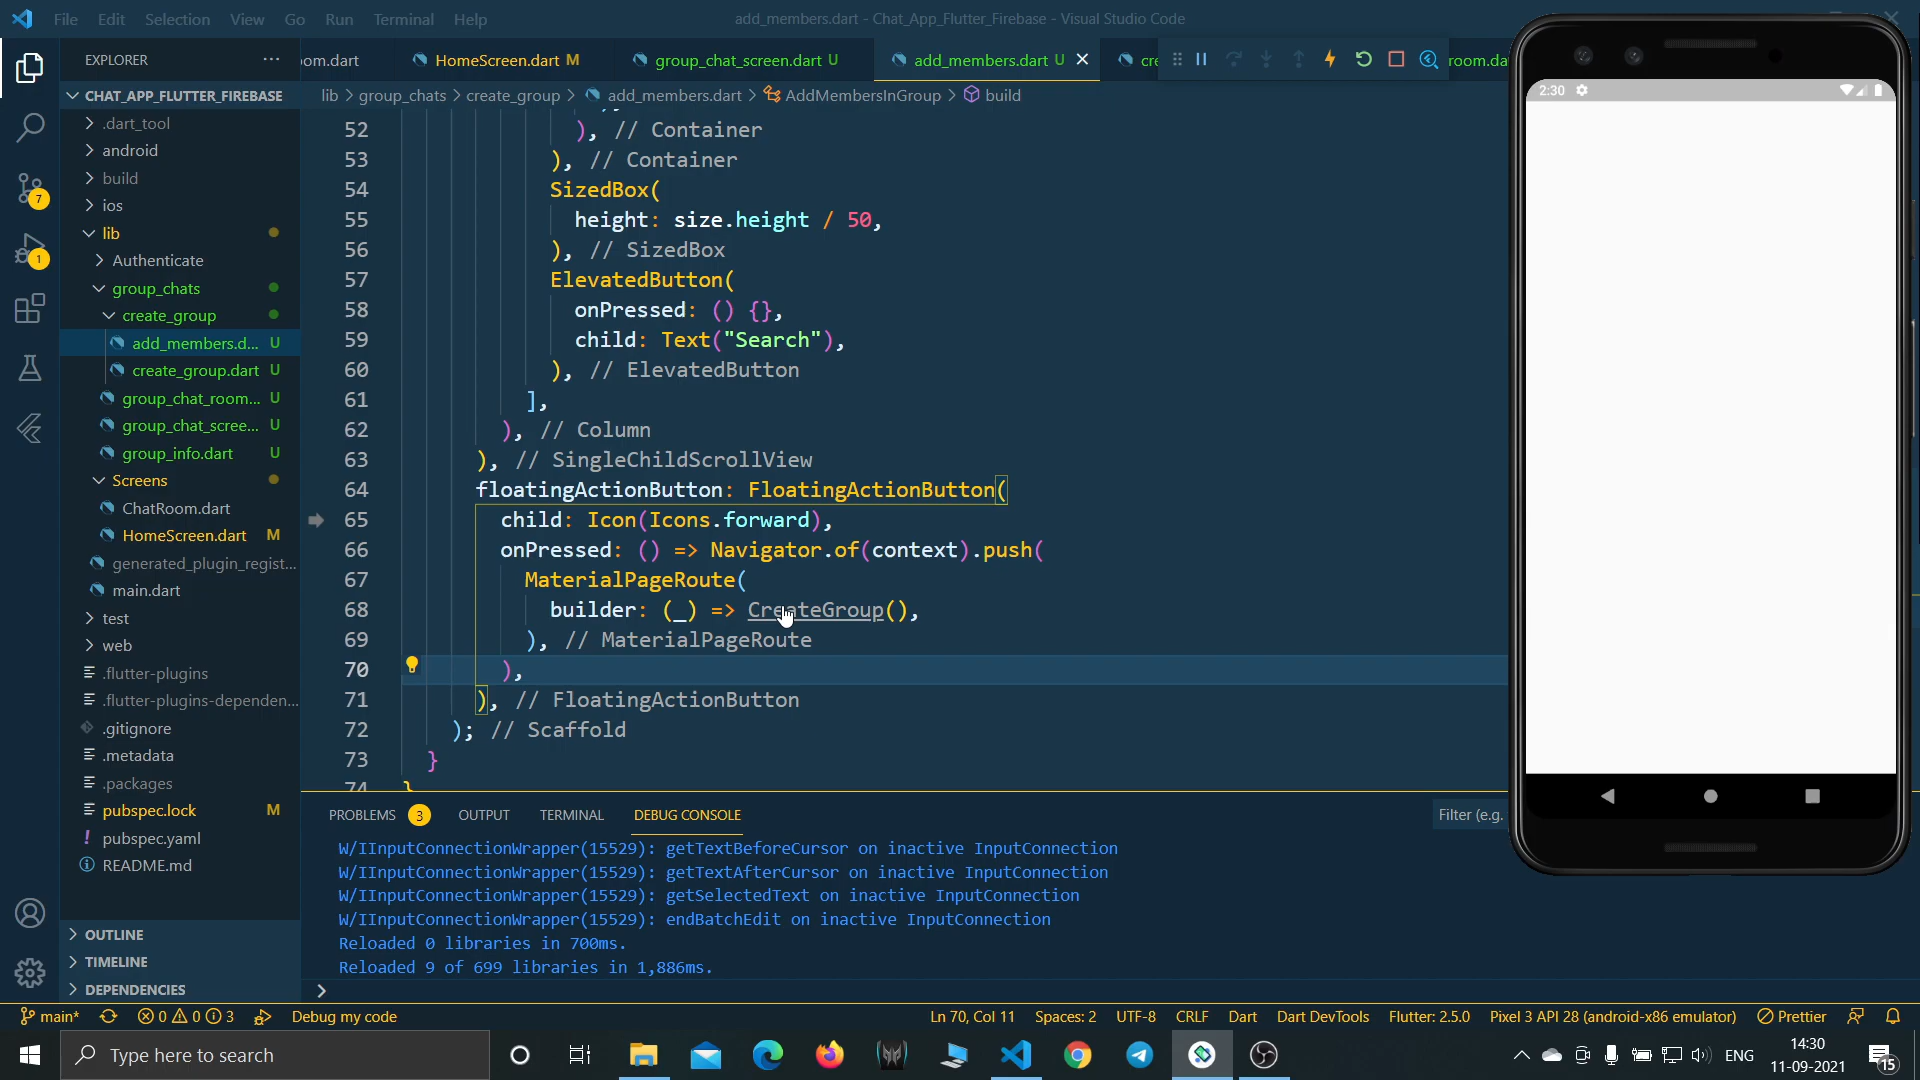 File Edit Selection View Go Run Terminal Help
add_members.dart - Chat_App_Flutter_Firebase - Visual Studio Code
EXPLORER
oom.dart
HomeScreen.dart M
group_chat_screen.dart U
add_members.dart U
cre
room.da
CHAT_APP_FLUTTER_FIREBASE
lib > group_chats > create_group > add_members.dart > AddMembersInGroup > build
.dart_tool
android
build
ios
lib
Authenticate
group_chats
create_group
add_members.d... U
create_group.dart U
group_chat_room... U
group_chat_scree... U
group_info.dart U
Screens
ChatRoom.dart
HomeScreen.dart M
generated_plugin_regist...
main.dart
test
web
.flutter-plugins
.flutter-plugins-dependen...
.gitignore
.metadata
.packages
pubspec.lock M
pubspec.yaml
README.md
OUTLINE
TIMELINE
DEPENDENCIES
7
1
52 ), // Container
53 ), // Container
54 SizedBox(
55 height: size.height / 50,
56 ), // SizedBox
57 ElevatedButton(
58 onPressed: () {},
59 child: Text("Search"),
60 ), // ElevatedButton
61 ],
62 ), // Column
63 ), // SingleChildScrollView
64 floatingActionButton: FloatingActionButton(
65 child: Icon(Icons.forward),
66 onPressed: () => Navigator.of(context).push(
67 MaterialPageRoute(
68 builder: (_) => CreateGroup(),
69 ), // MaterialPageRoute
70 ),
71 ), // FloatingActionButton
72 ); // Scaffold
73 }
74 }
2:30
PROBLEMS 3 OUTPUT TERMINAL DEBUG CONSOLE
Filter (e.g.
W/IInputConnectionWrapper(15529): getTextBeforeCursor on inactive InputConnection
W/IInputConnectionWrapper(15529): getTextAfterCursor on inactive InputConnection
W/IInputConnectionWrapper(15529): getSelectedText on inactive InputConnection
W/IInputConnectionWrapper(15529): endBatchEdit on inactive InputConnection
Reloaded 0 libraries in 700ms.
Reloaded 9 of 699 libraries in 1,886ms.
main* 0 0 3 Debug my code
Ln 70, Col 11 Spaces: 2 UTF-8 CRLF Dart Dart DevTools Flutter: 2.5.0 Pixel 3 API 28 (android-x86 emulator) Prettier
Type here to search
ENG
14:30
11-09-2021
15